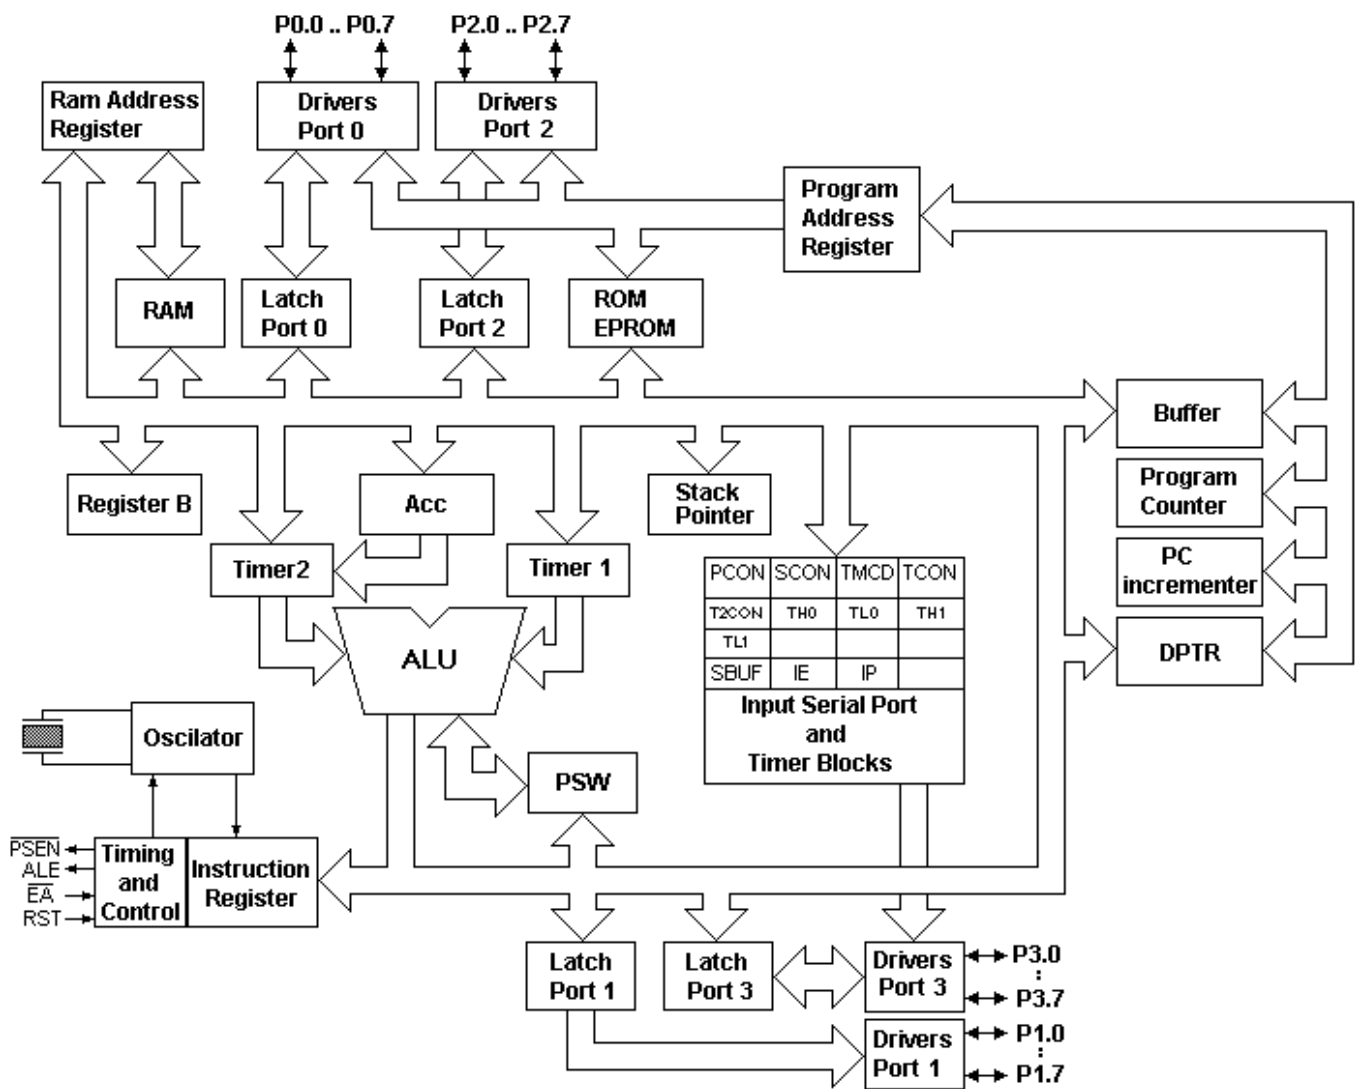 P0.0 .. P0.7
P2.0 .. P2.7
Ram Address
Register
Drivers
Port 0
Drivers
Port 2
Program
Address
Register
RAM
Latch
Port 0
Latch
Port 2
ROM
EPROM
Buffer
Register B
Acc
Stack
Pointer
Program
Counter
Timer2
Timer 1
PC
incrementer
PCON SCON TMCD TCON
T2CON TH0 TL0 TH1
TL1
SBUF IE IP
ALU
DPTR
Input Serial Port
and
Timer Blocks
Oscilator
PSW
PSEN
ALE
EA
RST
Timing
and
Control
Instruction
Register
Latch
Port 1
Latch
Port 3
Drivers
Port 3
P3.0
:
P3.7
Drivers
Port 1
P1.0
:
P1.7